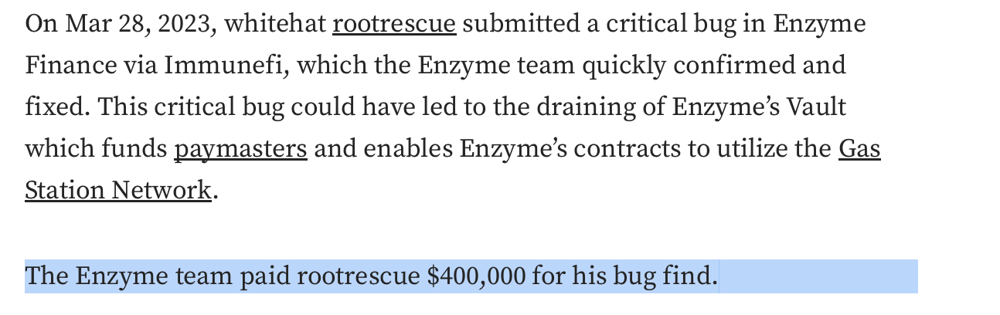 On Mar 28, 2023, whitehat rootrescue submitted a critical bug in Enzyme
Finance via Immunefi, which the Enzyme team quickly confirmed and
fixed. This critical bug could have led to the draining of Enzyme’s Vault
which funds paymasters and enables Enzyme’s contracts to utilize the Gas
Station Network.
The Enzyme team paid rootrescue $400,000 for his bug find.